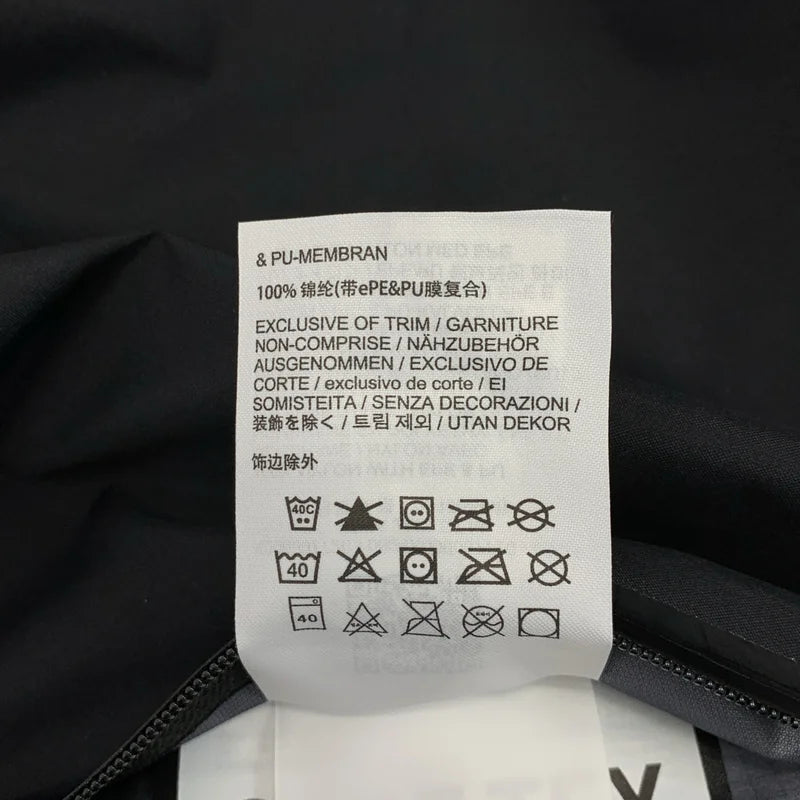 & PU-MEMBRAN
100% 锦纶(带ePE&PU膜复合)
EXCLUSIVE OF TRIM / GARNITURE
NON-COMPRISE / NÄHZUBEHÖR
AUSGENOMMEN / EXCLUSIVO DE
CORTE / exclusivo de corte / EI
SOMISTEITA / SENZA DECORAZIONI /
装飾を除く / 트림 제외 / UTAN DEKOR
饰边除外
40C
40
40